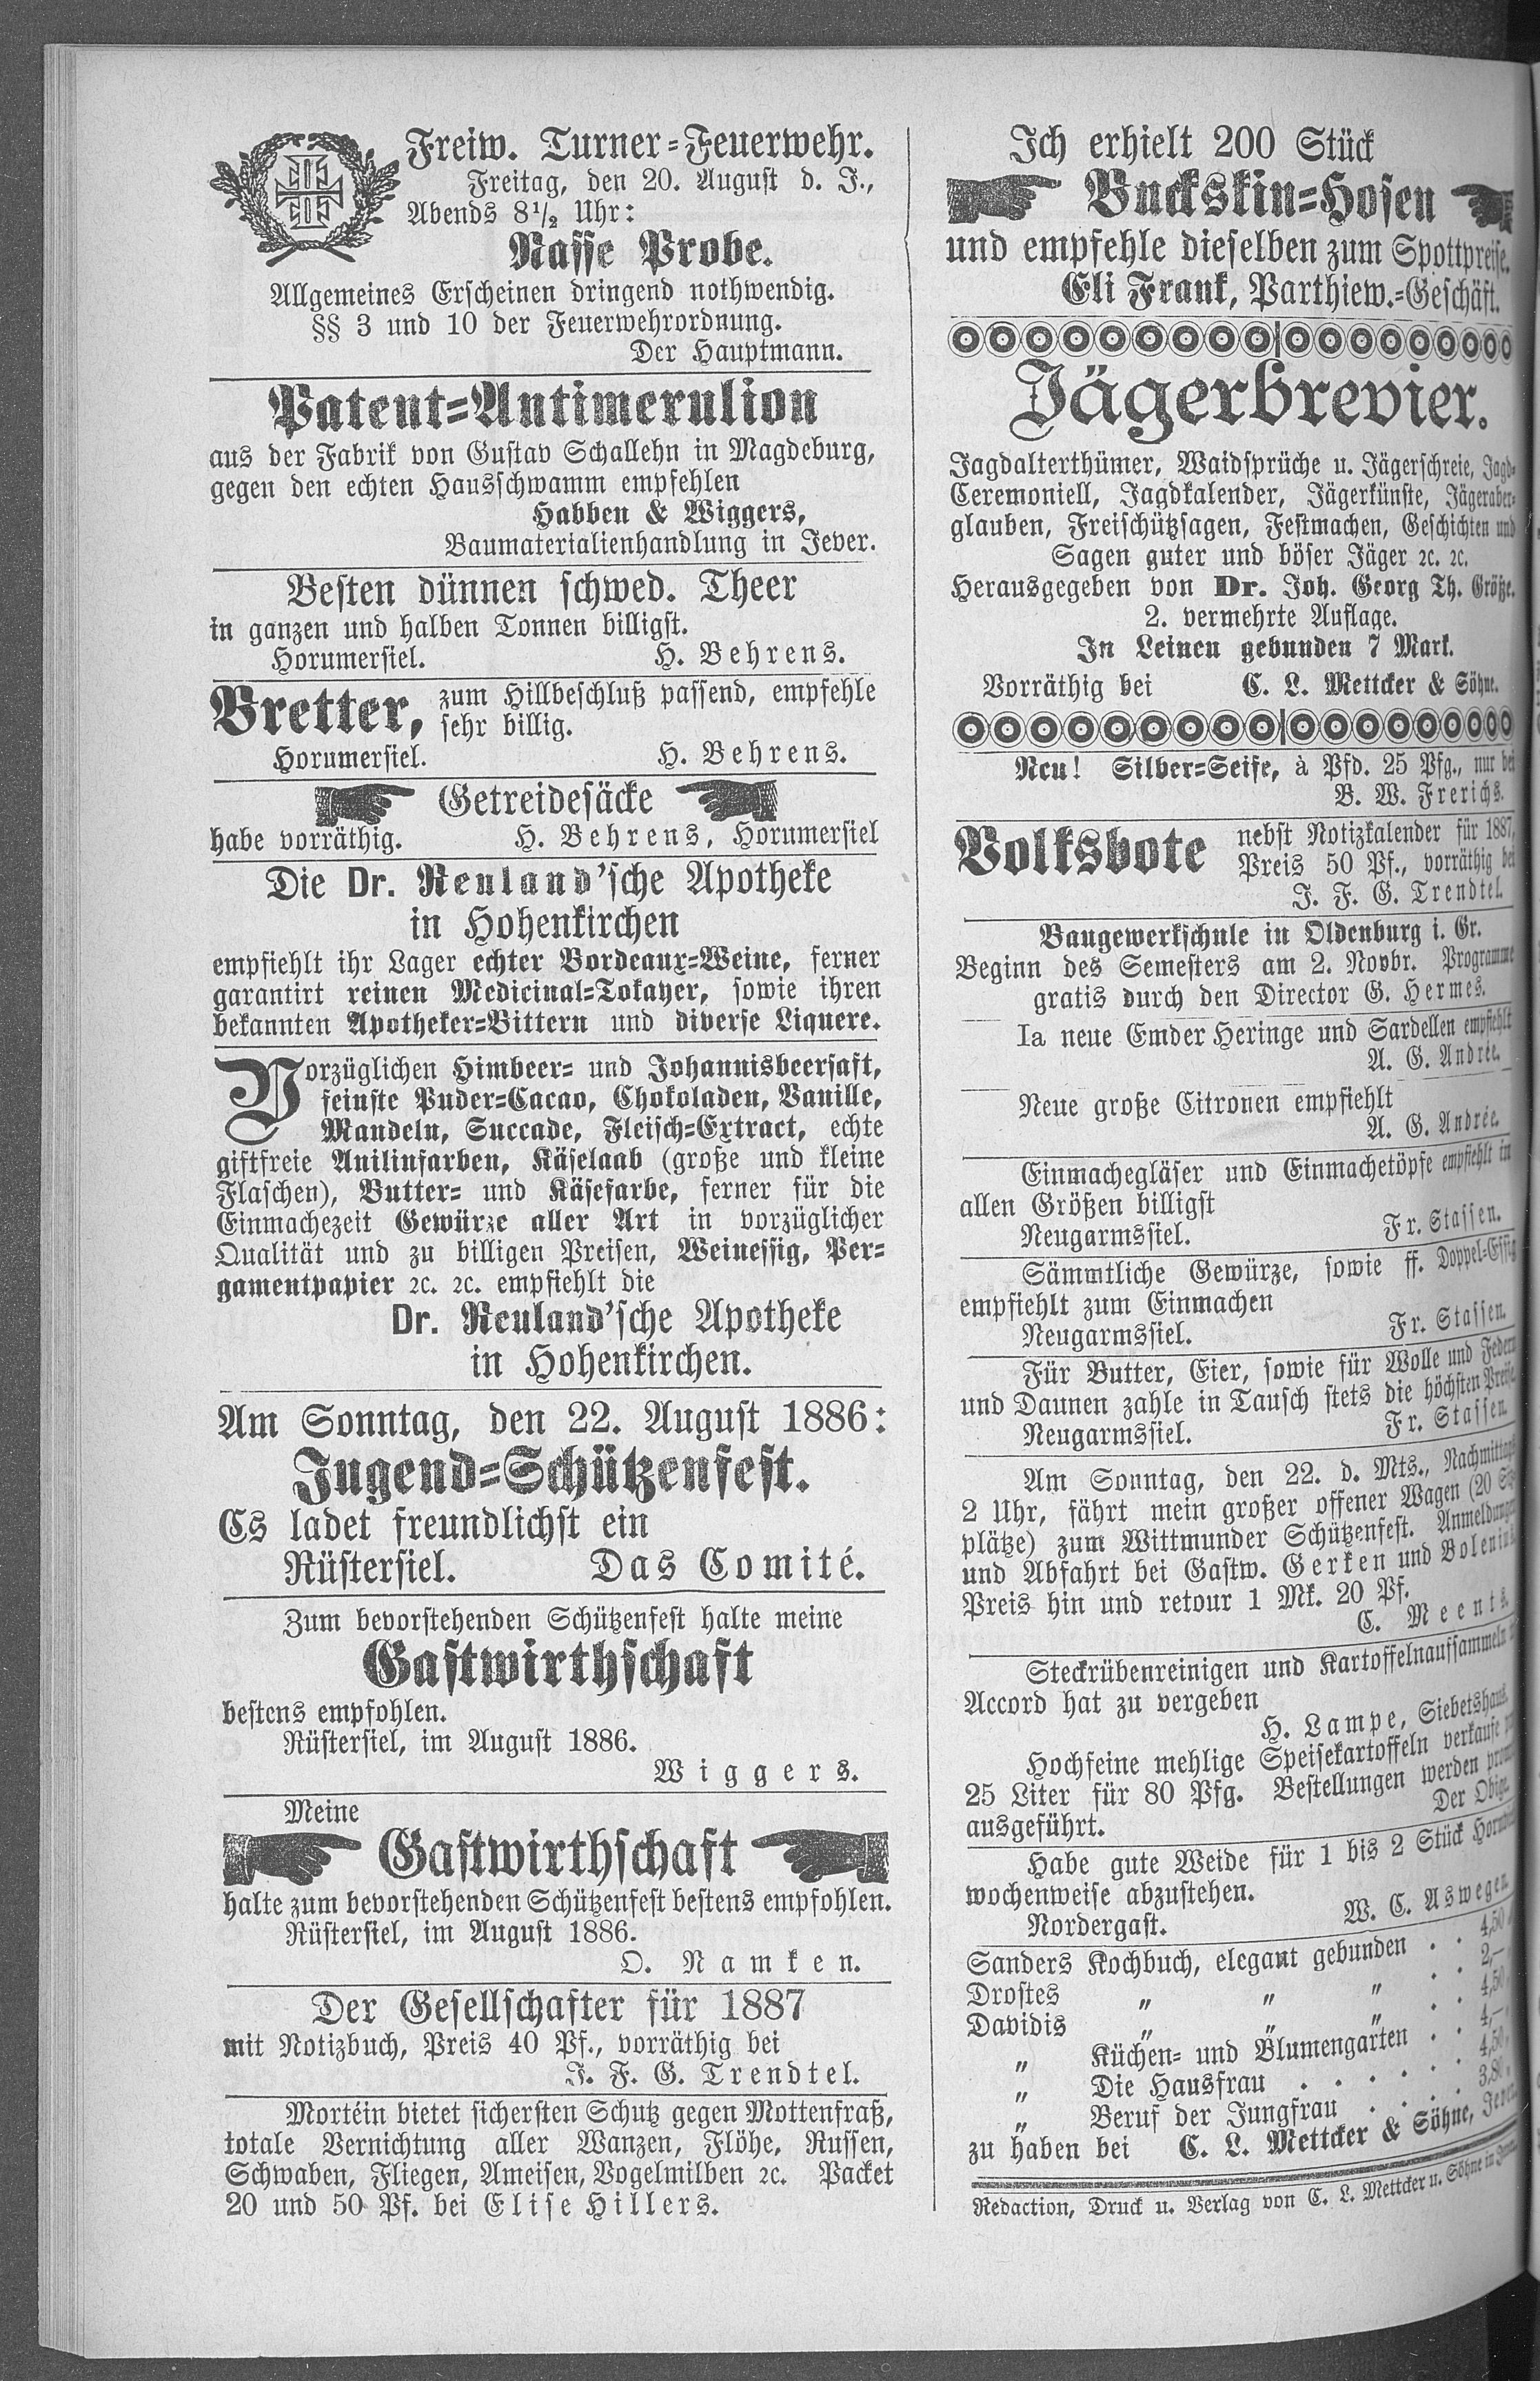 Freiw. Turner=Feuerwehr.
Freitag, den 20. August d. J.,
Abends 8½ Uhr:
Nasse Probe.
Allgemeines Erscheinen dringend nothwendig.
§§ 3 und 10 der Feuerwehrordnung.
Der Hauptmann.
Patent=Antimerulion
aus der Fabrik von Gustav Schallehn in Magdeburg,
gegen den echten Hausschwamm empfehlen
Habben & Wiggers,
Baumaterialienhandlung in Jever.
Besten dünnen schwed. Theer
in ganzen und halben Tonnen billigst.
Horumersiel. H. Behrens.
Bretter, zum Hillbeschluß passend, empfehle
sehr billig.
Horumersiel. H. Behrens.
Getreidesäcke
habe vorräthig. H. Behrens, Horumersiel
Die Dr. Reuland'sche Apotheke
in Hohenkirchen
empfiehlt ihr Lager echter Bordeaux=Weine, ferner
garantirt reinen Medicinal=Tokayer, sowie ihren
bekannten Apotheker=Bittern und diverse Liquere.
Vorzüglichen Himbeer= und Johannisbeersaft,
feinste Puder=Cacao, Chokoladen, Vanille,
Mandeln, Succade, Fleisch=Extract, echte
giftfreie Anilinfarben, Käselaab (große und kleine
Flaschen), Butter= und Käsefarbe, ferner für die
Einmachezeit Gewürze aller Art in vorzüglicher
Qualität und zu billigen Preisen, Weinessig, Per=
gamentpapier ꝛc. ꝛc. empfiehlt die
Dr. Reuland'sche Apotheke
in Hohenkirchen.
Am Sonntag, den 22. August 1886:
Jugend=Schützenfest.
Es ladet freundlichst ein
Rüstersiel. Das Comité.
Zum bevorstehenden Schützenfest halte meine
Gastwirthschaft
bestens empfohlen.
Rüstersiel, im August 1886.
Wiggers.
Meine
Gastwirthschaft
halte zum bevorstehenden Schützenfest bestens empfohlen.
Rüstersiel, im August 1886.
O. Namken.
Der Gesellschafter für 1887
mit Notizbuch, Preis 40 Pf., vorräthig bei
J. F. G. Trendtel.
Mortéin bietet sichersten Schutz gegen Mottenfraß,
totale Vernichtung aller Wanzen, Flöhe, Russen,
Schwaben, Fliegen, Ameisen, Vogelmilben ꝛc. Packet
20 und 50 Pf. bei Elise Hillers.
Ich erhielt 200 Stück
Buckskin=Hosen
und empfehle dieselben zum Spottpreise.
Eli Frank, Parthiew.=Geschäft.
Jägerbrevier.
Jagdalterthümer, Waidsprüche u. Jägerschreie, Jagd=
Ceremoniell, Jagdkalender, Jägerkünste, Jägeraber=
glauben, Freischützsagen, Festmachen, Geschichten und
Sagen guter und böser Jäger ꝛc. ꝛc.
Herausgegeben von Dr. Joh. Georg Th. Größe.
2. vermehrte Auflage.
In Leinen gebunden 7 Mark.
Vorräthig bei C. L. Mettcker & Söhne.
Neu! Silber=Seife, à Pfd. 25 Pfg., nur bei
B. W. Frerichs.
Volksbote nebst Notizkalender für 1887,
Preis 50 Pf., vorräthig bei
J. F. G. Trendtel.
Baugewerkschule in Oldenburg i. Gr.
Beginn des Semesters am 2. Novbr. Programme
gratis durch den Director G. Hermes.
Ia neue Emder Heringe und Sardellen empfiehlt
A. G. Andrée.
Neue große Citronen empfiehlt
A. G. Andrée.
Einmachegläser und Einmachetöpfe empfiehlt in
allen Größen billigst
Neugarmssiel. Fr. Stassen.
Sämmtliche Gewürze, sowie ff. Doppel=Essig
empfiehlt zum Einmachen
Neugarmssiel. Fr. Stassen.
Für Butter, Eier, sowie für Wolle und Federn
und Daunen zahle in Tausch stets die höchsten Preise.
Neugarmssiel. Fr. Stassen.
Am Sonntag, den 22. d. Mts., Nachmittags
2 Uhr, fährt mein großer offener Wagen (20
plätze) zum Wittmunder Schützenfest. Anmeldungen
und Abfahrt bei Gastw. Gerken und Bolenius.
Preis hin und retour 1 Mk. 20 Pf.
C. Meents.
Steckrübenreinigen und Kartoffelnaufsammeln
Accord hat zu vergeben
H. Lampe, Siebetshaus.
Hochfeine mehlige Speisekartoffeln verkaufe
25 Liter für 80 Pfg. Bestellungen werden
ausgeführt. Der Obige.
Habe gute Weide für 1 bis 2 Stück
wochenweise abzustehen.
Nordergast. W. C. Aswegen.
Sanders Kochbuch, elegant gebunden . . 4,50
Drostes „ „ „ . . 2,—
Davidis „ „ „ . . 4,50
„ Küchen= und Blumengärten . . 4,—
„ Die Hausfrau . . . . . . 4,50
„ Beruf der Jungfrau . . . . 3,80
zu haben bei C. L. Mettcker & Söhne, Jever.
Redaction, Druck u. Verlag von C. L. Mettcker u. Söhne in Jever.